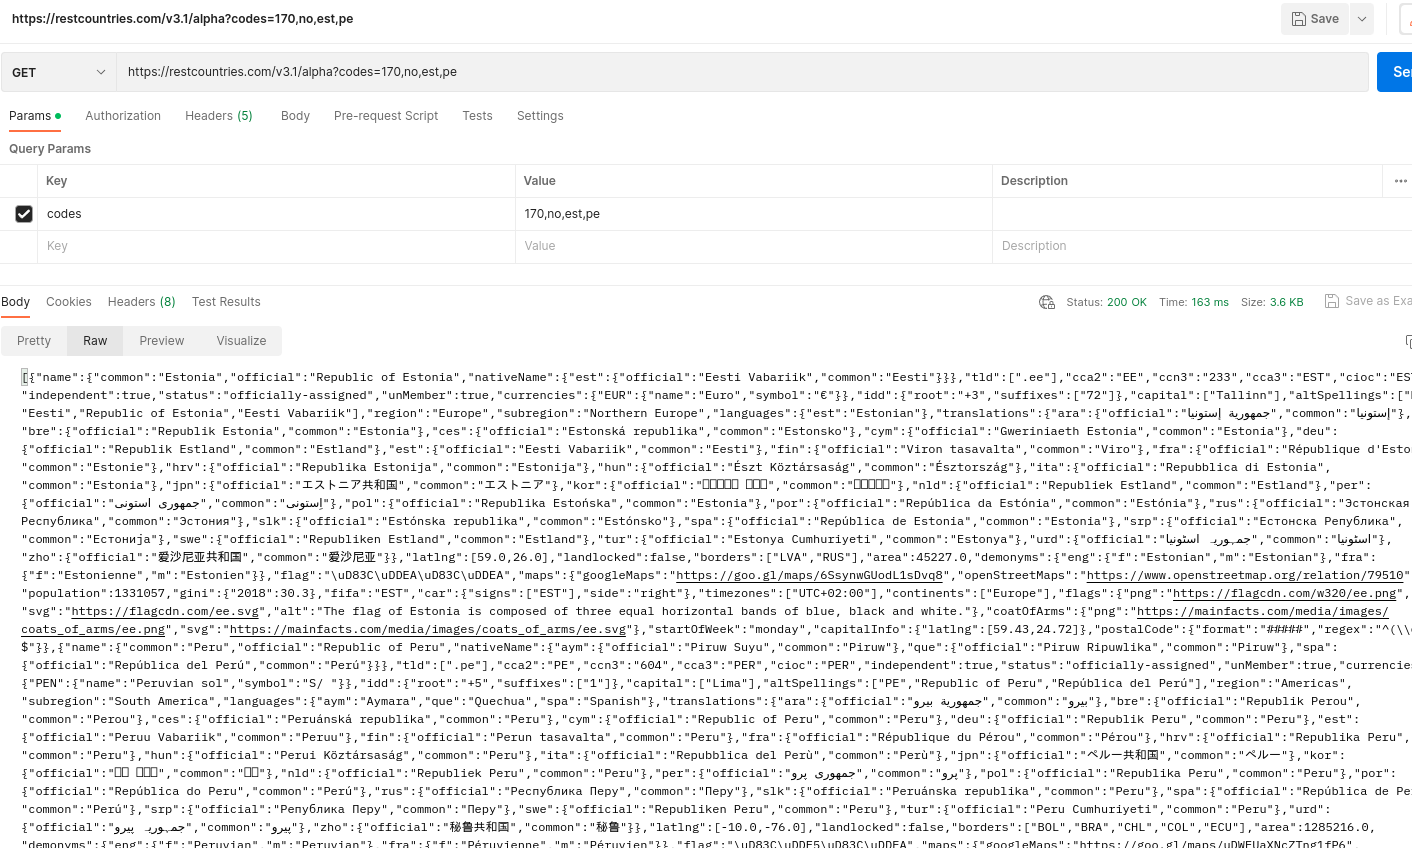 https://restcountries.com/v3.1/alpha?codes=170,no,est,pe
Save
GET
https://restcountries.com/v3.1/alpha?codes=170,no,est,pe
Params
Authorization
Headers (5)
Body
Pre-request Script
Tests
Settings
Query Params
Key
Value
Description
codes
170,no,est,pe
Key
Value
Description
Body
Cookies
Headers (8)
Test Results
Status: 200 OK
Time: 163 ms
Size: 3.6 KB
Save as Exa
Pretty
Raw
Preview
Visualize
[{"name":{"common":"Estonia","official":"Republic of Estonia","nativeName":{"est":{"official":"Eesti Vabariik","common":"Eesti"}}},"tld":[".ee"],"cca2":"EE","ccn3":"233","cca3":"EST","cioc":"EST
"independent":true,"status":"officially-assigned","unMember":true,"currencies":{"EUR":{"name":"Euro","symbol":"€"}},"idd":{"root":"+3","suffixes":["72"]},"capital":["Tallinn"],"altSpellings":["
"Eesti","Republic of Estonia","Eesti Vabariik"],"region":"Europe","subregion":"Northern Europe","languages":{"est":"Estonian"},"translations":{"ara":{"official":"جمهورية إستونيا","common":"إستونيا"},
"bre":{"official":"Republik Estonia","common":"Estonia"},"ces":{"official":"Estonská republika","common":"Estonsko"},"cym":{"official":"Gweriniaeth Estonia","common":"Estonia"},"deu":
{"official":"Republik Estland","common":"Estland"},"est":{"official":"Eesti Vabariik","common":"Eesti"},"fin":{"official":"Viron tasavalta","common":"Viro"},"fra":{"official":"République d'Esto
"common":"Estonie"},"hrv":{"official":"Republika Estonija","common":"Estonija"},"hun":{"official":"Észt Köztársaság","common":"Észtország"},"ita":{"official":"Repubblica di Estonia",
"common":"Estonia"},"jpn":{"official":"エストニア共和国","common":"エストニア"},"kor":{"official":"","common":""},"nld":{"official":"Republiek Estland","common":"Estland"},"per":
{"official":"جمهوری استونی","common":"اِستونی"},"pol":{"official":"Republika Estońska","common":"Estonia"},"por":{"official":"República da Estónia","common":"Estónia"},"rus":{"official":"Эстонская
Республика","common":"Эстония"},"slk":{"official":"Estónska republika","common":"Estónsko"},"spa":{"official":"República de Estonia","common":"Estonia"},"srp":{"official":"Естонска Република",
"common":"Естонија"},"swe":{"official":"Republiken Estland","common":"Estland"},"tur":{"official":"Estonya Cumhuriyeti","common":"Estonya"},"urd":{"official":"جمہوریہ اسٹونیا","common":"اسٹونیا"},
"zho":{"official":"爱沙尼亚共和国","common":"爱沙尼亚"}},"latlng":[59.0,26.0],"landlocked":false,"borders":["LVA","RUS"],"area":45227.0,"demonyms":{"eng":{"f":"Estonian","m":"Estonian"},"fra":
{"f":"Estonienne","m":"Estonien"}},"flag":"\uD83C\uDDEA\uD83C\uDDEA","maps":{"googleMaps":"https://goo.gl/maps/6SsynwGUodL1sDvq8","openStreetMaps":"https://www.openstreetmap.org/relation/79510"
"population":1331057,"gini":{"2018":30.3},"fifa":"EST","car":{"signs":["EST"],"side":"right"},"timezones":["UTC+02:00"],"continents":["Europe"],"flags":{"png":"https://flagcdn.com/w320/ee.png",
"svg":"https://flagcdn.com/ee.svg","alt":"The flag of Estonia is composed of three equal horizontal bands of blue, black and white."},"coatOfArms":{"png":"https://mainfacts.com/media/images/
coats_of_arms/ee.png","svg":"https://mainfacts.com/media/images/coats_of_arms/ee.svg"},"startOfWeek":"monday","capitalInfo":{"latlng":[59.43,24.72]},"postalCode":{"format":"#####","regex":"^(\\
$"}},{"name":{"common":"Peru","official":"Republic of Peru","nativeName":{"aym":{"official":"Piruw Suyu","common":"Piruw"},"que":{"official":"Piruw Ripuwlika","common":"Piruw"},"spa":
{"official":"República del Perú","common":"Perú"}}},"tld":[".pe"],"cca2":"PE","ccn3":"604","cca3":"PER","cioc":"PER","independent":true,"status":"officially-assigned","unMember":true,"currencies
{"PEN":{"name":"Peruvian sol","symbol":"S/ "}},"idd":{"root":"+5","suffixes":["1"]},"capital":["Lima"],"altSpellings":["PE","Republic of Peru","República del Perú"],"region":"Americas",
"subregion":"South America","languages":{"aym":"Aymara","que":"Quechua","spa":"Spanish"},"translations":{"ara":{"official":"جمهورية بيرو","common":"بيرو"},"bre":{"official":"Republik Perou",
"common":"Perou"},"ces":{"official":"Peruánská republika","common":"Peru"},"cym":{"official":"Republic of Peru","common":"Peru"},"deu":{"official":"Republik Peru","common":"Peru"},"est":
{"official":"Peruu Vabariik","common":"Peruu"},"fin":{"official":"Perun tasavalta","common":"Peru"},"fra":{"official":"République du Pérou","common":"Pérou"},"hrv":{"official":"Republika Peru",
"common":"Peru"},"hun":{"official":"Perui Köztársaság","common":"Peru"},"ita":{"official":"Repubblica del Perù","common":"Perù"},"jpn":{"official":"ペルー共和国","common":"ペルー"},"kor":
{"official":"","common":""},"nld":{"official":"Republiek Peru","common":"Peru"},"per":{"official":"جمهوری پرو","common":"پرو"},"pol":{"official":"Republika Peru","common":"Peru"},"por":
{"official":"República do Peru","common":"Perú"},"rus":{"official":"Республика Перу","common":"Перу"},"slk":{"official":"Peruánska republika","common":"Peru"},"spa":{"official":"República de Pe
"common":"Perú"},"srp":{"official":"Република Перу","common":"Перу"},"swe":{"official":"Republiken Peru","common":"Peru"},"tur":{"official":"Peru Cumhuriyeti","common":"Peru"},"urd":
{"official":"جمہوریہ پیرو","common":"پیرو"},"zho":{"official":"秘鲁共和国","common":"秘鲁"}},"latlng":[-10.0,-76.0],"landlocked":false,"borders":["BOL","BRA","CHL","COL","ECU"],"area":1285216.0,
"demonyms":{"eng":{"f":"Peruvian","m":"Peruvian"},"fra":{"f":"Péruvienne","m":"Péruvien"}},"flag":"\uD83C\uDDF5\uD83C\uDDEA","maps":{"googleMaps":"https://goo.gl/maps/uDWEUaXNcZTng1fP6",